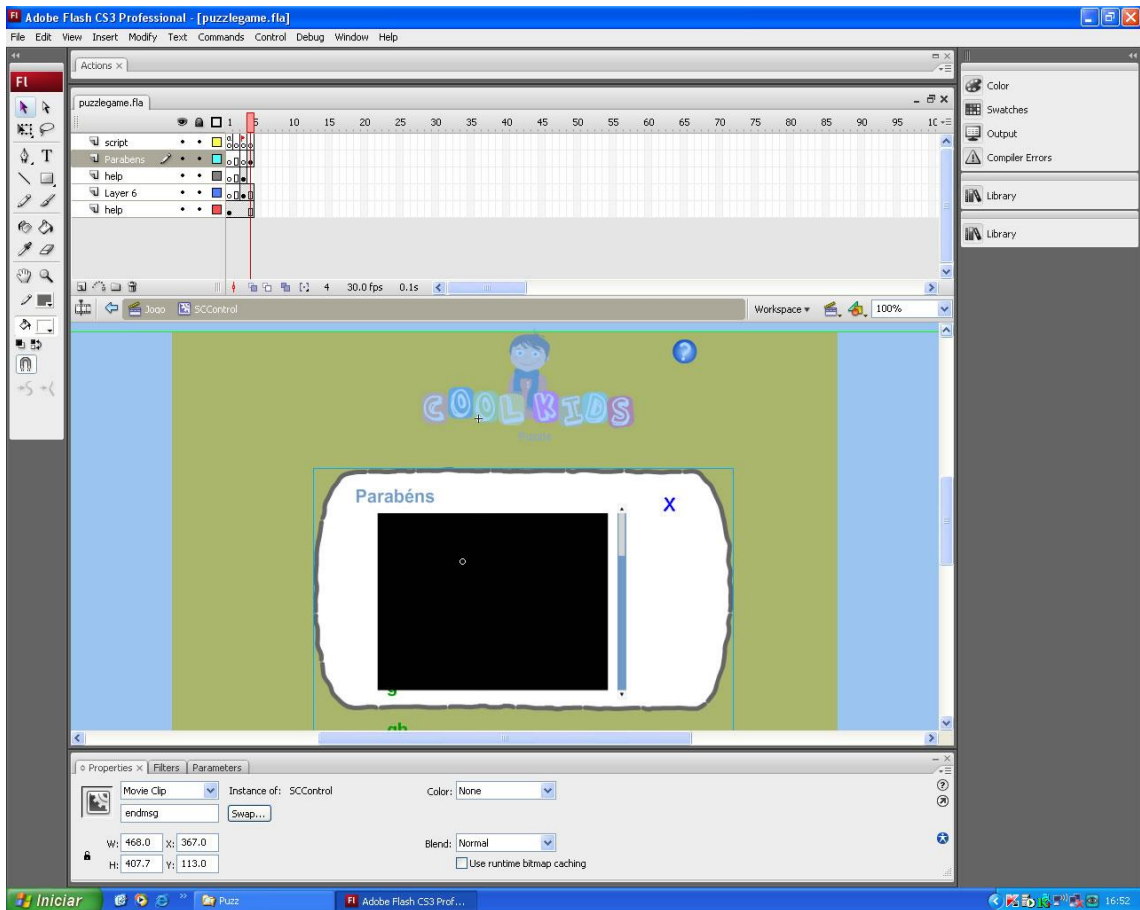 Adobe Flash CS3 Professional - [puzzlegame.fla]
File Edit View Insert Modify Text Commands Control Debug Window Help
Actions ×
Fl
puzzlegame.fla
1 5 10 15 20 25 30 35 40 45 50 55 60 65 70 75 80 85 90 95
script
Parabens
help
Layer 6
help
4 30.0 fps 0.1s
Jogo SCControl
Workspace 100%
COOL KIDS
Puzzle
Parabéns
X
g
gh
Color
Swatches
Output
Compiler Errors
Library
Library
Properties × Filters Parameters
Movie Clip Instance of: SCControl Color: None
endmsg Swap...
W: 468.0 X: 367.0 Blend: Normal
H: 407.7 Y: 113.0 Use runtime bitmap caching
Iniciar Puzz Adobe Flash CS3 Prof... 16:52